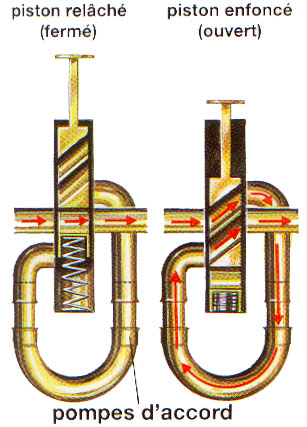 piston relâché
(fermé)
piston enfoncé
(ouvert)
pompes d'accord